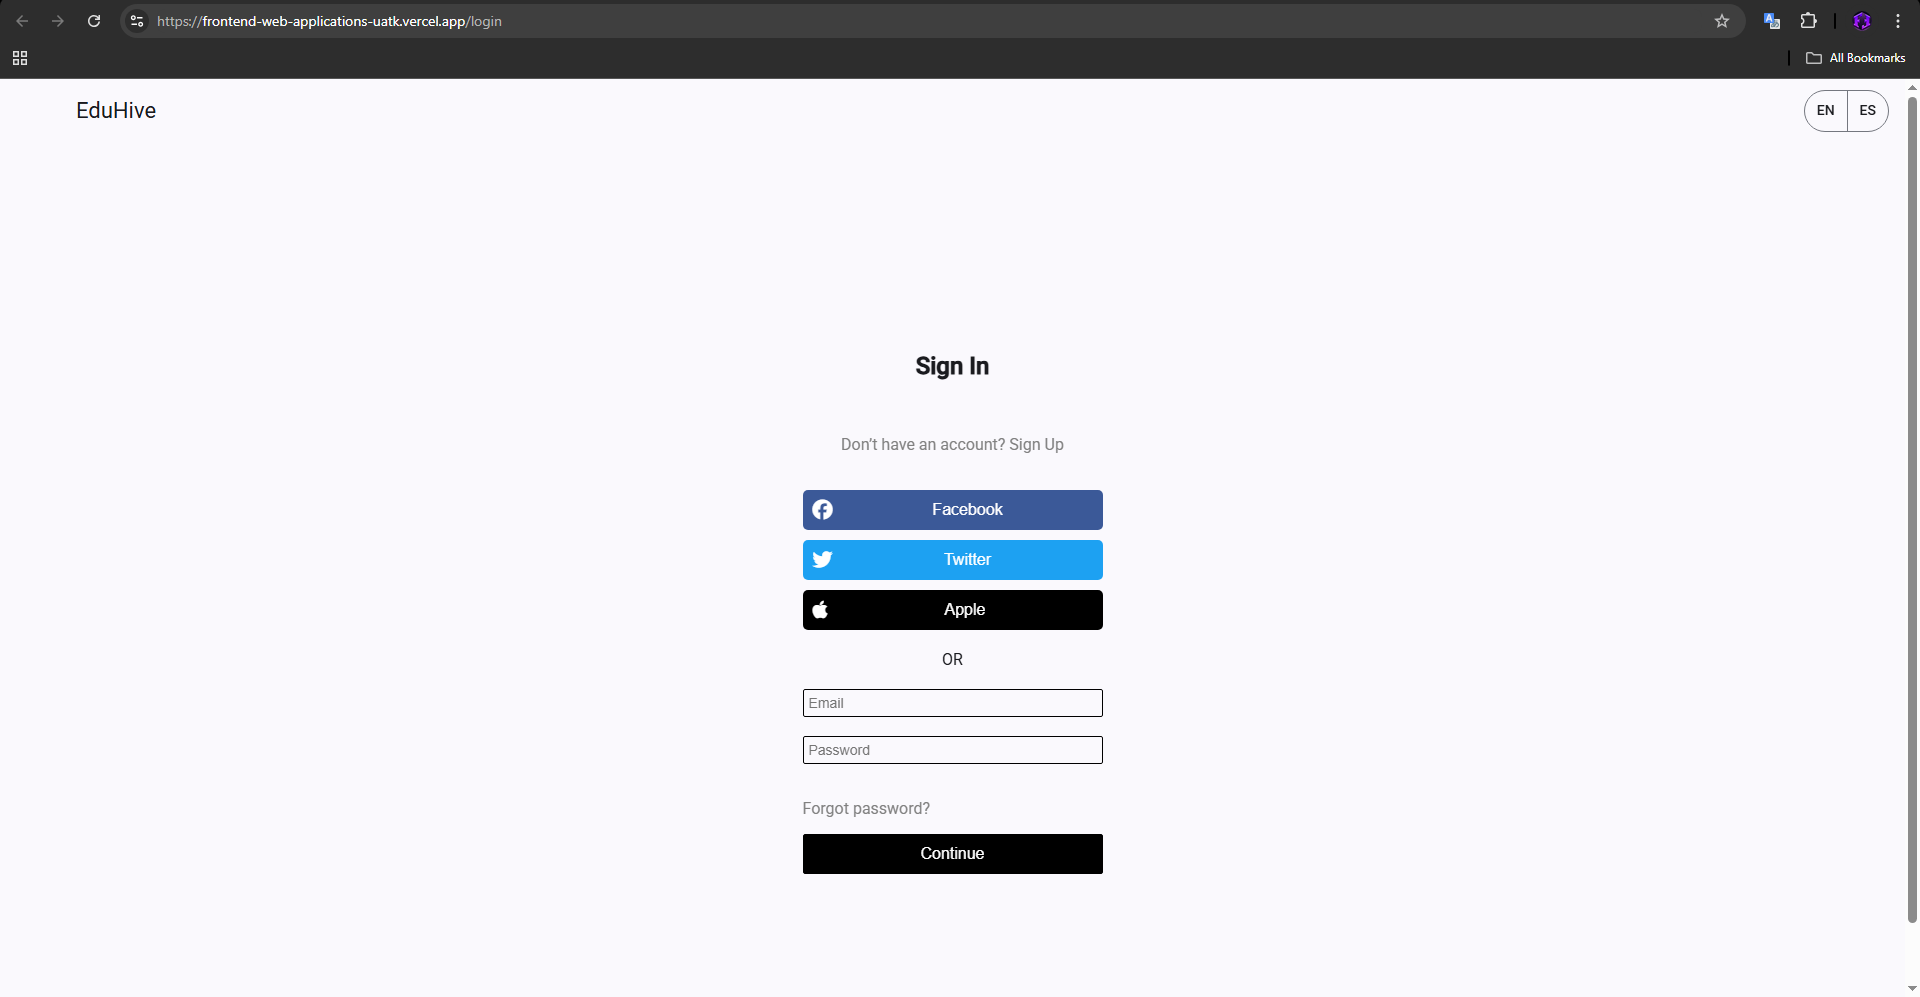 https://frontend-web-applications-uatk.vercel.app/login
All Bookmarks
EduHive
EN ES
Sign In
Don’t have an account? Sign Up
Facebook
Twitter
Apple
OR
Email
Password
Forgot password?
Continue